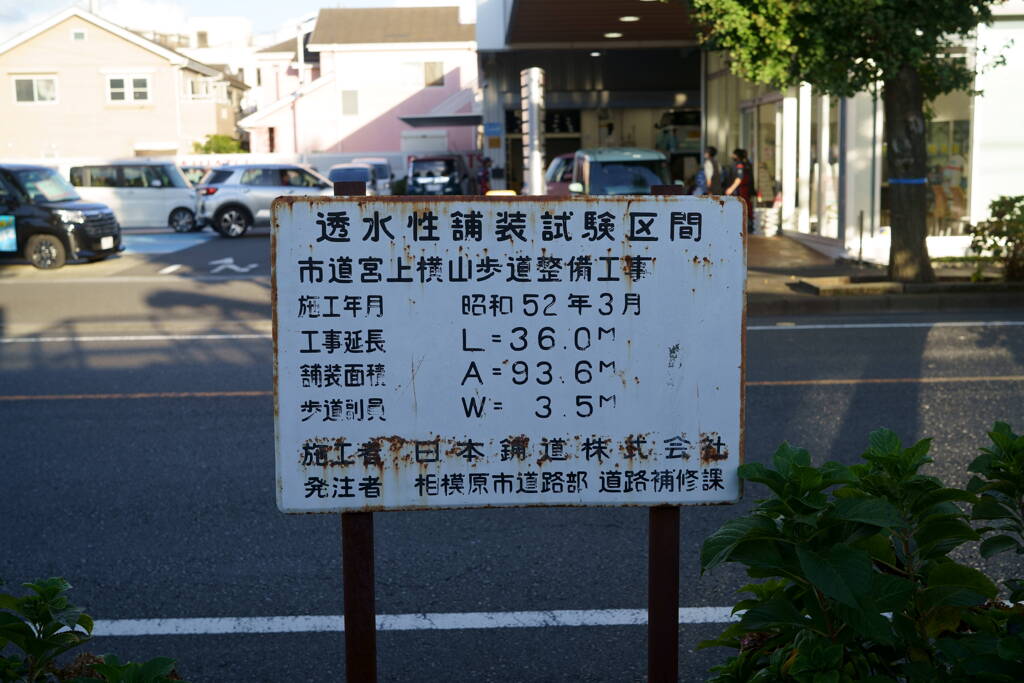 透水性舗装試験区間
市道宮上横山歩道整備工事
施工年月 昭和52年3月
工事延長 L=36.0M
舗装面積 A=93.6M
歩道副員 W= 3.5M
施工者 日本鋪道株式会社
発注者 相模原市道路部 道路補修課